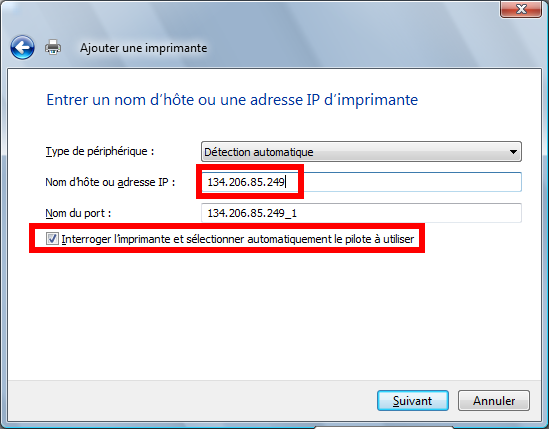 Ajouter une imprimante
Entrer un nom d’hôte ou une adresse IP d’imprimante
Type de périphérique :
Détection automatique
Nom d’hôte ou adresse IP :
134.206.85.249
Nom du port :
134.206.85.249_1
Interroger l’imprimante et sélectionner automatiquement le pilote à utiliser
Suivant
Annuler